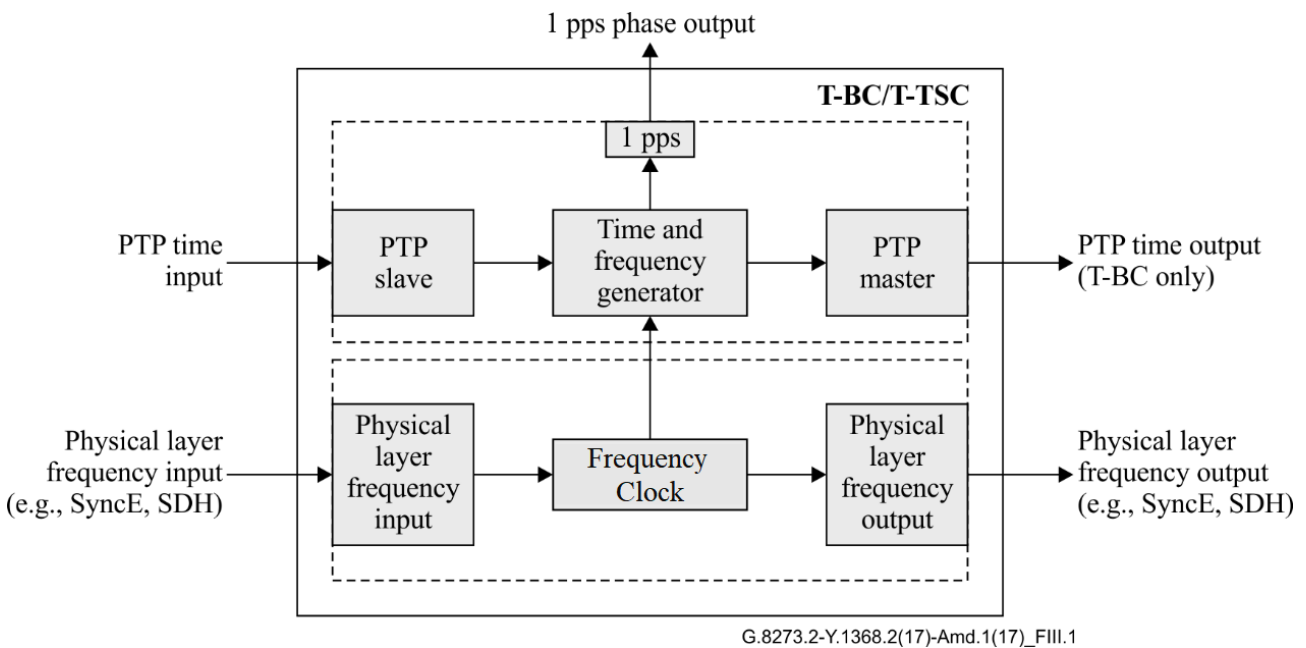 1 pps phase output
T-BC/T-TSC
1 pps
PTP time
input
PTP
slave
Time and
frequency
generator
PTP
master
PTP time output
(T-BC only)
Physical layer
frequency input
(e.g., SyncE, SDH)
Physical
layer
frequency
input
Frequency
Clock
Physical
layer
frequency
output
Physical layer
frequency output
(e.g., SyncE, SDH)
G.8273.2-Y.1368.2(17)-Amd.1(17)_FIII.1